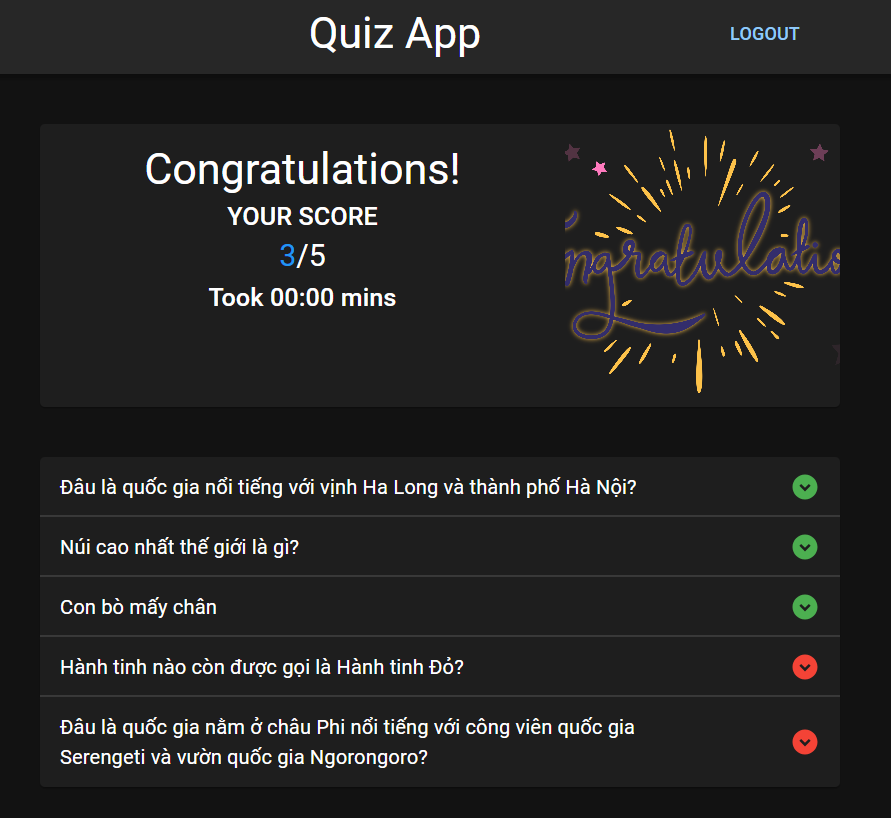 Quiz App
LOGOUT
Congratulations!
YOUR SCORE
3/5
Took 00:00 mins
Congratulations
Đâu là quốc gia nổi tiếng với vịnh Ha Long và thành phố Hà Nội?
Núi cao nhất thế giới là gì?
Con bò mấy chân
Hành tinh nào còn được gọi là Hành tinh Đỏ?
Đâu là quốc gia nằm ở châu Phi nổi tiếng với công viên quốc gia
Serengeti và vườn quốc gia Ngorongoro?